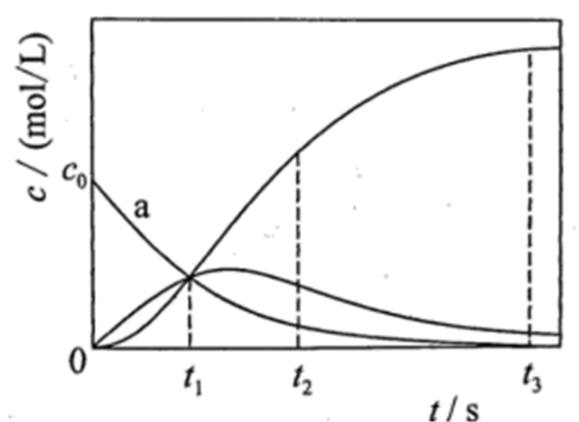 c / (mol/L)
c₀
a
0
t₁
t₂
t₃
t / s